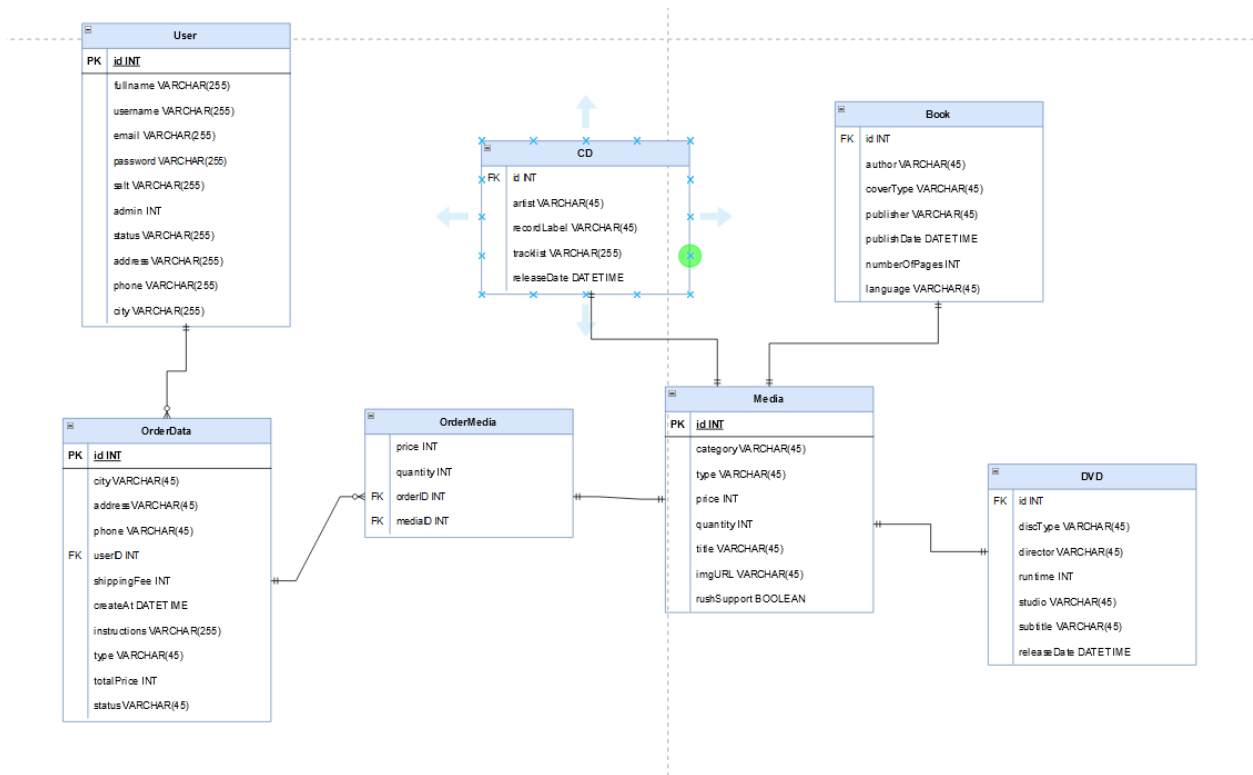 User
PK id INT
fullname VARCHAR(255)
username VARCHAR(255)
email VARCHAR(255)
password VARCHAR(255)
salt VARCHAR(255)
admin INT
status VARCHAR(255)
address VARCHAR(255)
phone VARCHAR(255)
city VARCHAR(255)
CD
FK id INT
artist VARCHAR(45)
recordLabel VARCHAR(45)
tracklist VARCHAR(255)
releaseDate DATETIME
Book
FK id INT
author VARCHAR(45)
coverType VARCHAR(45)
publisher VARCHAR(45)
publishDate DATETIME
numberOfPages INT
language VARCHAR(45)
OrderData
PK id INT
city VARCHAR(45)
address VARCHAR(45)
phone VARCHAR(45)
FK userID INT
shippingFee INT
createAt DATETIME
instructions VARCHAR(255)
type VARCHAR(45)
totalPrice INT
status VARCHAR(45)
OrderMedia
price INT
quantity INT
FK orderID INT
FK mediaID INT
Media
PK id INT
category VARCHAR(45)
type VARCHAR(45)
price INT
quantity INT
title VARCHAR(45)
imgURL VARCHAR(45)
rushSupport BOOLEAN
DVD
FK id INT
discType VARCHAR(45)
director VARCHAR(45)
runtime INT
studio VARCHAR(45)
subtitle VARCHAR(45)
releaseDate DATETIME